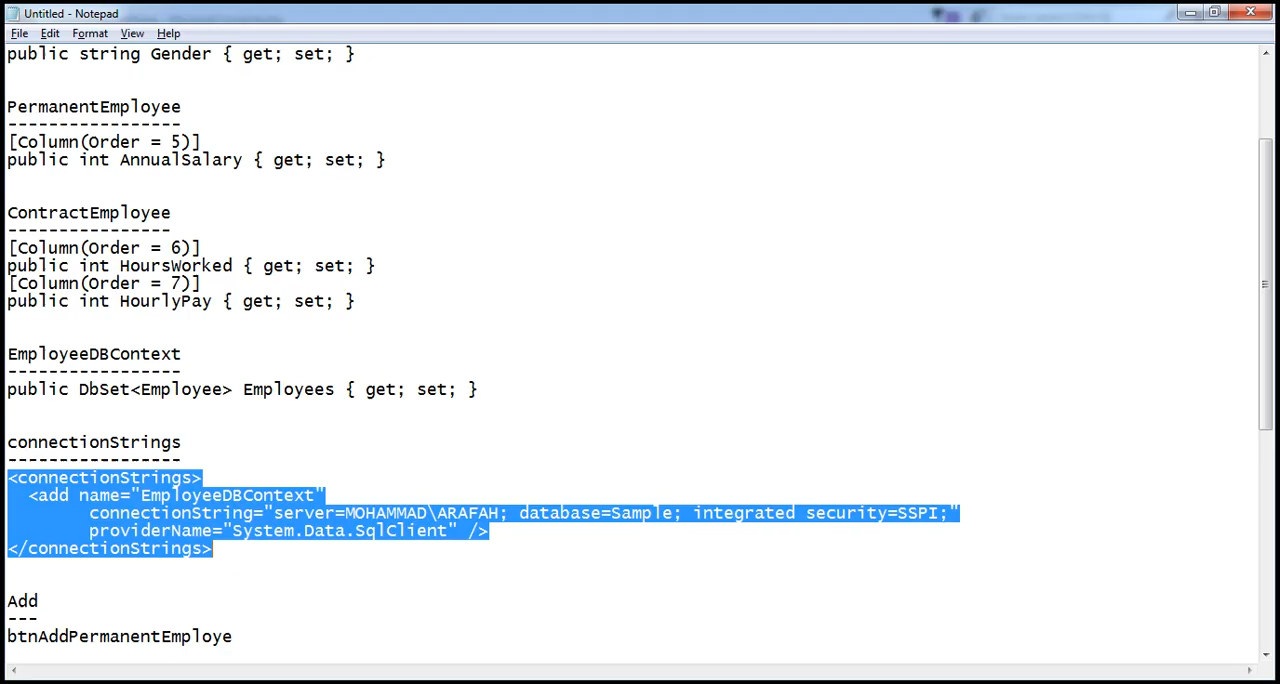 Untitled - Notepad
File Edit Format View Help
public string Gender { get; set; }
PermanentEmployee
-----------------
[Column(Order = 5)]
public int AnnualSalary { get; set; }
ContractEmployee
----------------
[Column(Order = 6)]
public int HoursWorked { get; set; }
[Column(Order = 7)]
public int HourlyPay { get; set; }
EmployeeDBContext
-----------------
public DbSet<Employee> Employees { get; set; }
connectionStrings
-----------------
<connectionStrings>
  <add name="EmployeeDBContext"
        connectionString="server=MOHAMMAD\ARAFAH; database=Sample; integrated security=SSPI;"
        providerName="System.Data.SqlClient" />
</connectionStrings>
Add
---
btnAddPermanentEmploye